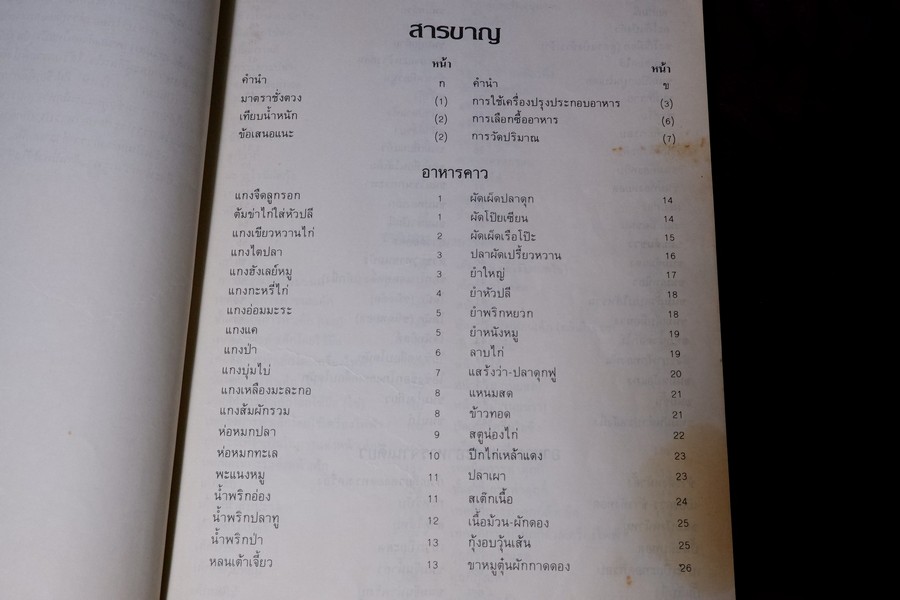 สารบาญ
หน้า
คำนำ ก
มาตราชั่งตวง (1)
เทียบน้ำหนัก (2)
ข้อเสนอแนะ (2)
หน้า
คำนำ ข
การใช้เครื่องปรุงประกอบอาหาร (3)
การเลือกซื้ออาหาร (6)
การวัดปริมาณ (7)
อาหารคาว
แกงจืดลูกรอก 1
ต้มข่าไก่ใส่หัวปลี 1
แกงเขียวหวานไก่ 2
แกงไตปลา 3
แกงฮังเลย์หมู 3
แกงกะหรี่ไก่ 4
แกงอ่อมมะระ 5
แกงแค 5
แกงป่า 6
แกงบุ่มไบ่ 7
แกงเหลืองมะละกอ 8
แกงส้มผักรวม 8
ห่อหมกปลา 9
ห่อหมกทะเล 10
พะแนงหมู 11
น้ำพริกอ่อง 11
น้ำพริกปลาทู 12
น้ำพริกป่า 13
หลนเต้าเจี้ยว 13
ผัดเผ็ดปลาดุก 14
ผัดโป๊ยเซียน 14
ผัดเผ็ดเรือโป๊ะ 15
ปลาผัดเปรี้ยวหวาน 16
ยำใหญ่ 17
ยำหัวปลี 18
ยำพริกหยวก 18
ยำหนังหมู 19
ลาบไก่ 19
แสร้งว่า-ปลาดุกฟู 20
แหนมสด 21
ข้าวทอด 21
สตูน่องไก่ 22
ปีกไก่เหล้าแดง 23
ปลาเผา 23
สเต๊กเนื้อ 24
เนื้อม้วน-ผักดอง 25
กุ้งอบวุ้นเส้น 25
ขาหมูตุ๋นผักกาดดอง 26